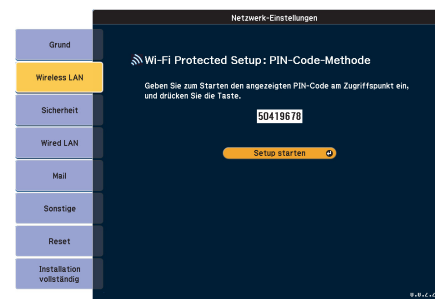 Netzwerk-Einstellungen
Grund
Wireless LAN
Sicherheit
Wired LAN
Mail
Sonstige
Reset
Installation
vollständig
Wi-Fi Protected Setup: PIN-Code-Methode
Geben Sie zum Starten den angezeigten PIN-Code am Zugriffspunkt ein,
und drücken Sie die Taste.
50419678
Setup starten